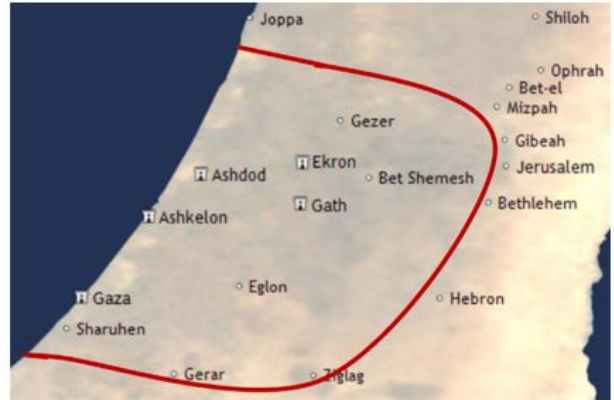 Joppa
Shiloh
Ophrah
Bet-el
Mizpah
Gezer
Gibeah
Ekron
Jerusalem
Ashdod
Bet Shemesh
Gath
Bethlehem
Ashkelon
Eglon
Gaza
Hebron
Sharuhen
Gerar
Ziglag